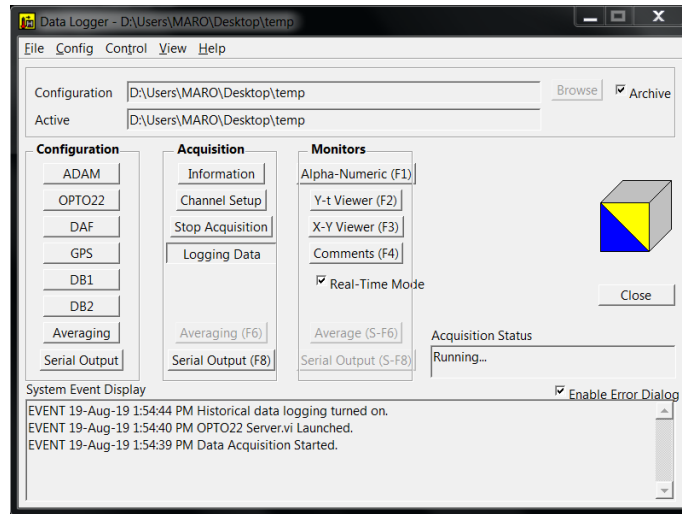 Data Logger - D:\Users\MARO\Desktop\temp
File Config Control View Help
Configuration D:\Users\MARO\Desktop\temp Browse Archive
Active D:\Users\MARO\Desktop\temp
Configuration Acquisition Monitors
ADAM Information Alpha-Numeric (F1)
OPTO22 Channel Setup Y-t Viewer (F2)
DAF Stop Acquisition X-Y Viewer (F3)
GPS Logging Data Comments (F4)
DB1 Real-Time Mode
DB2 Close
Averaging Averaging (F6) Average (S-F6) Acquisition Status
Serial Output Serial Output (F8) Serial Output (S-F8) Running...
System Event Display Enable Error Dialog
EVENT 19-Aug-19 1:54:44 PM Historical data logging turned on.
EVENT 19-Aug-19 1:54:40 PM OPTO22 Server.vi Launched.
EVENT 19-Aug-19 1:54:39 PM Data Acquisition Started.